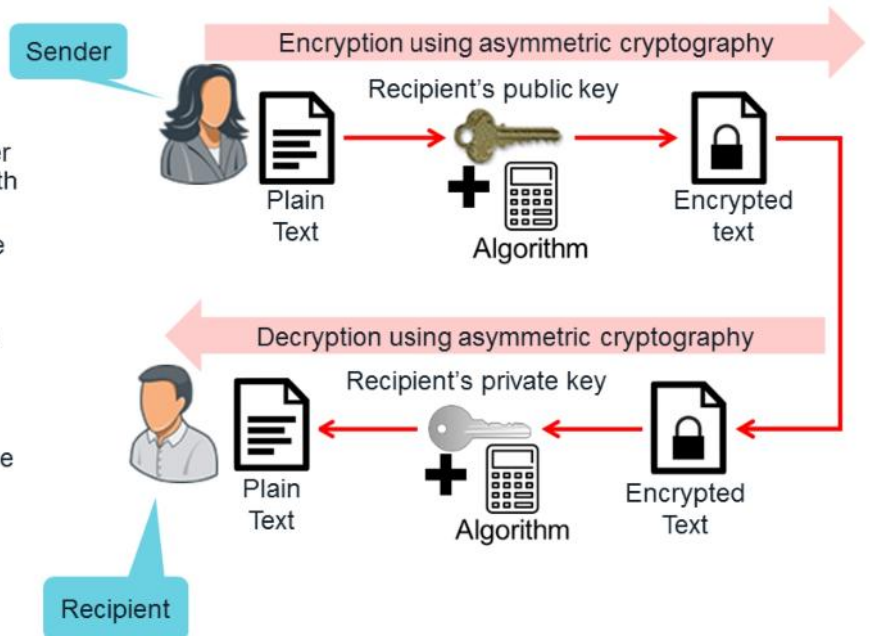 Sender
Encryption using asymmetric cryptography
Recipient's public key
Plain
Text
Algorithm
Encrypted
text
Decryption using asymmetric cryptography
Recipient's private key
Plain
Text
Algorithm
Encrypted
Text
Recipient